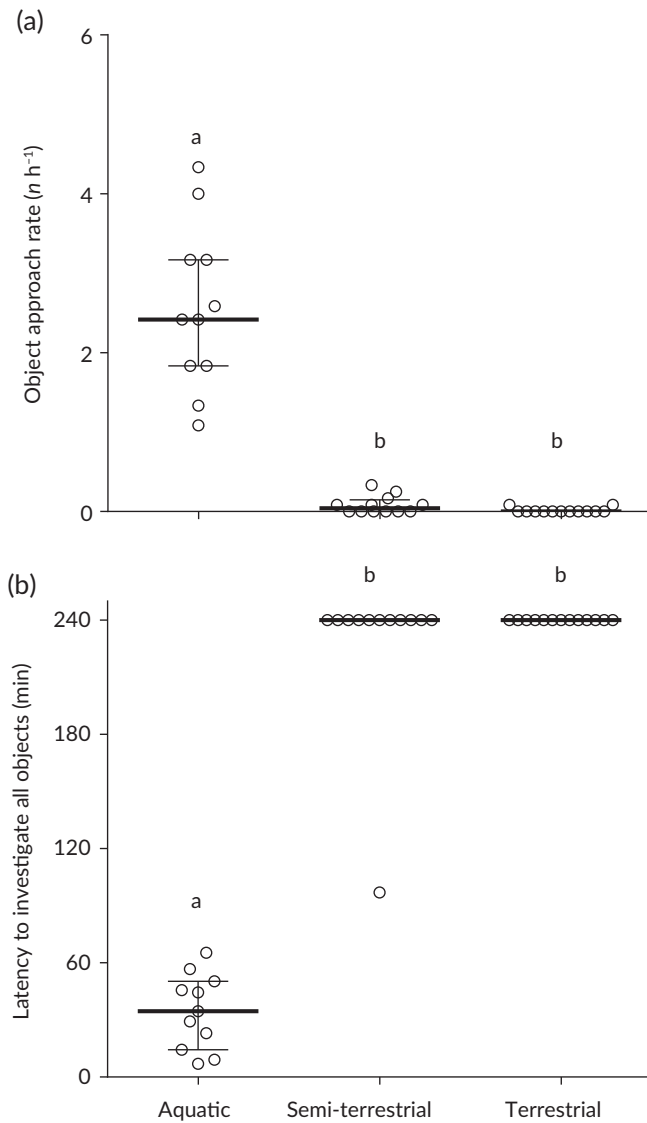 (a)
6
4
2
0
Object approach rate (n h⁻¹)
a
b
b
(b)
240
180
120
60
0
Latency to investigate all objects (min)
a
b
b
Aquatic
Semi-terrestrial
Terrestrial